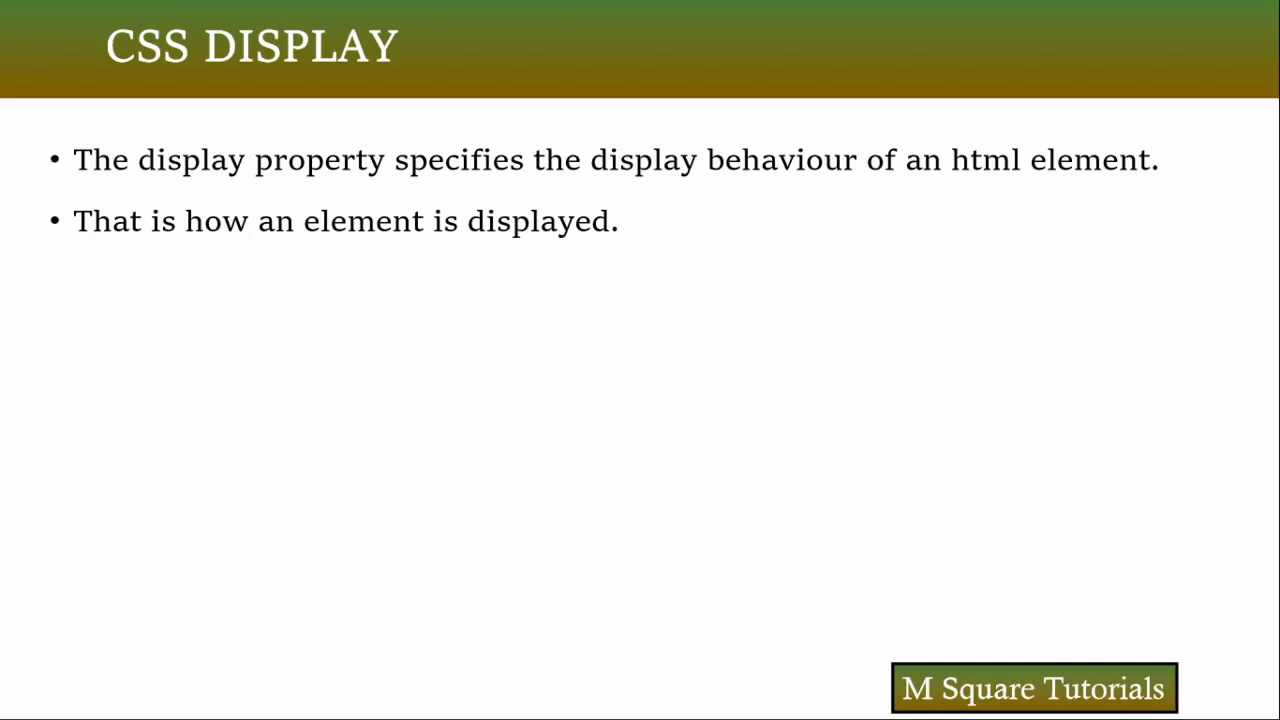 CSS DISPLAY
• The display property specifies the display behaviour of an html element.
• That is how an element is displayed.
M Square Tutorials